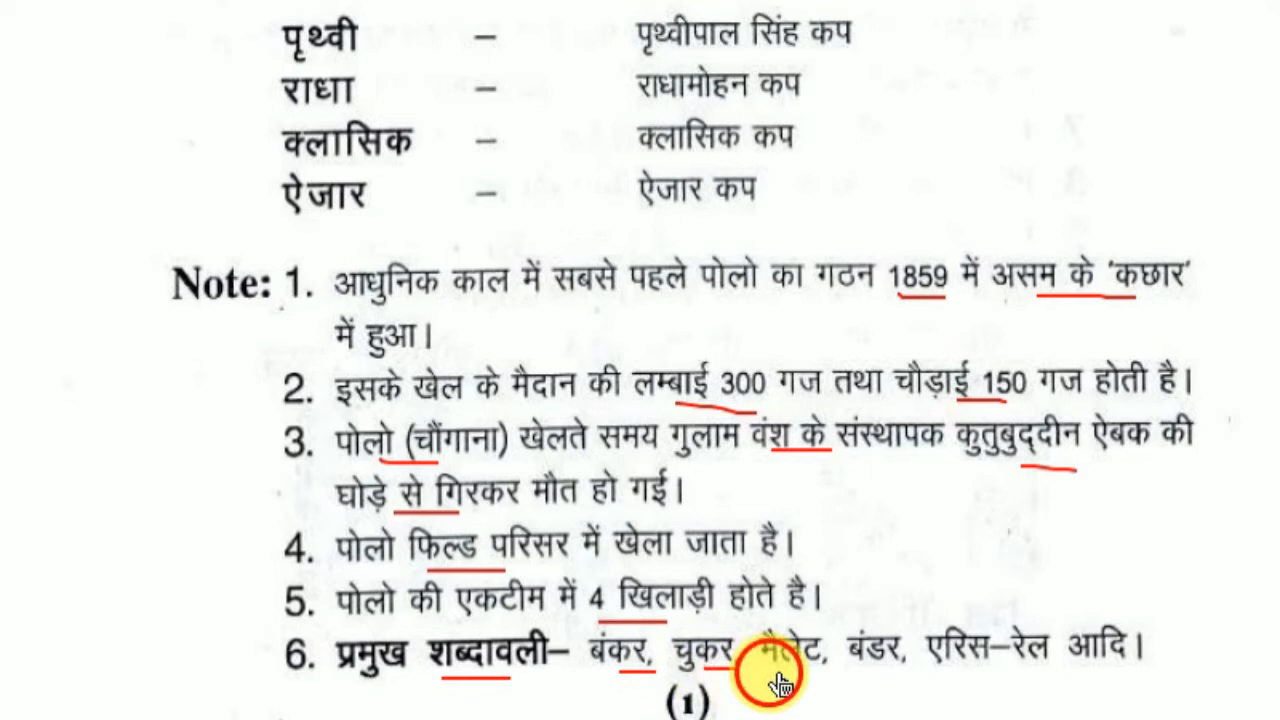 पृथ्वी – पृथ्वीपाल सिंह कप
राधा – राधामोहन कप
क्लासिक – क्लासिक कप
ऐजार – ऐजार कप
Note: 1. आधुनिक काल में सबसे पहले पोलो का गठन 1859 में असम के 'कछार'
में हुआ।
2. इसके खेल के मैदान की लम्बाई 300 गज तथा चौड़ाई 150 गज होती है।
3. पोलो (चौंगाना) खेलते समय गुलाम वंश के संस्थापक कुतुबुद्दीन ऐबक की
घोड़े से गिरकर मौत हो गई।
4. पोलो फिल्ड परिसर में खेला जाता है।
5. पोलो की एकटीम में 4 खिलाड़ी होते है।
6. प्रमुख शब्दावली– बंकर, चुकर, मैलेट, बंडर, एरिस–रेल आदि।
(1)